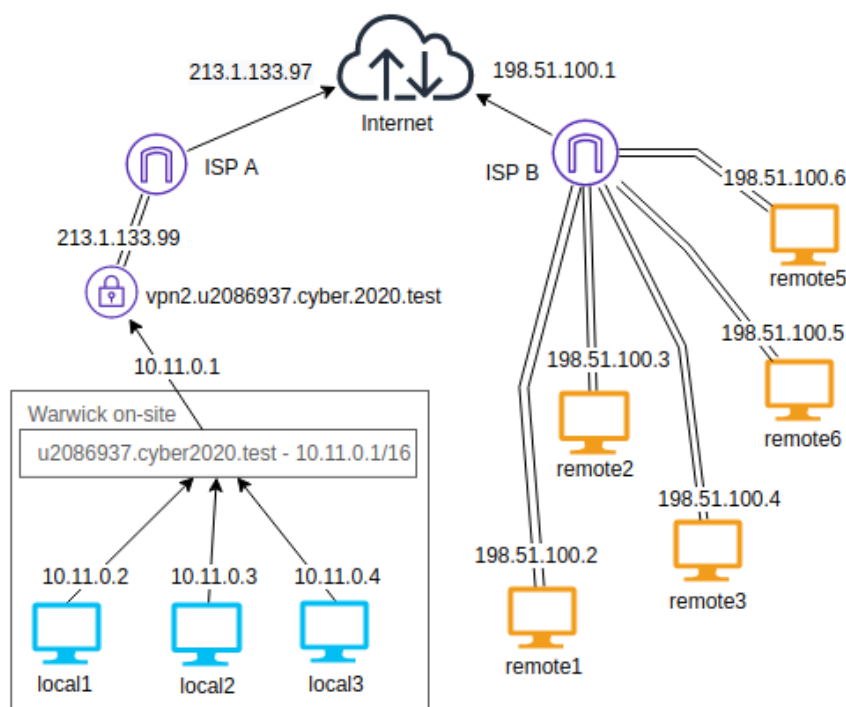 213.1.133.97
198.51.100.1
Internet
ISP A
ISP B
198.51.100.6
213.1.133.99
remote5
vpn2.u2086937.cyber.2020.test
198.51.100.5
198.51.100.3
10.11.0.1
Warwick on-site
u2086937.cyber2020.test - 10.11.0.1/16
remote6
remote2
198.51.100.4
198.51.100.2
10.11.0.2
10.11.0.3
10.11.0.4
remote3
remote1
local1
local2
local3